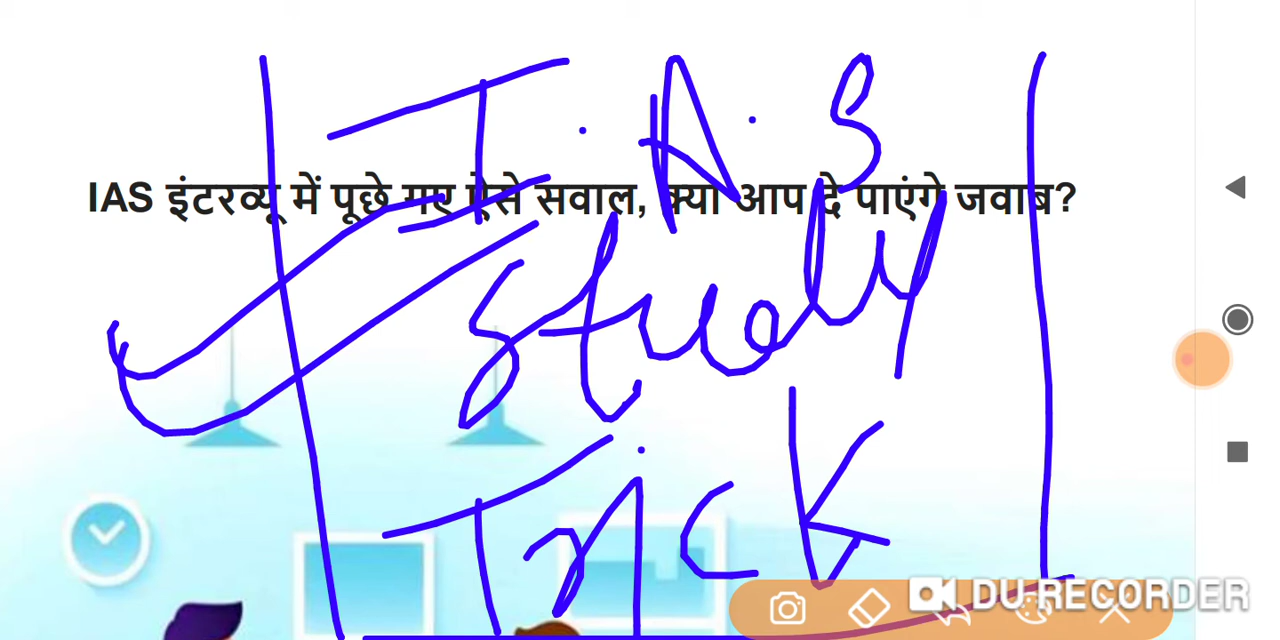 I.A.S
IAS इंटरव्यू में पूछे गए ऐसे सवाल, क्या आप दे पाएंगे जवाब?
study
Trick
DU RECORDER